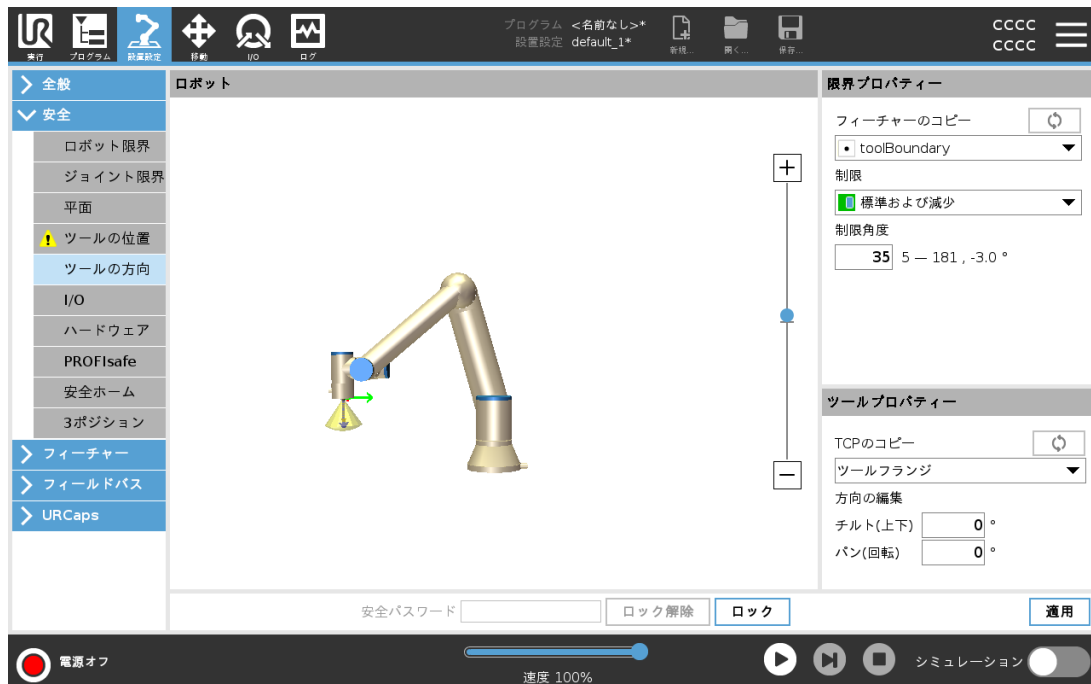 実行
プログラム
設置設定
移動
I/O
ログ
プログラム <名前なし>*
設置設定 default_1*
新規...
開く...
保存...
CCCC
CCCC
全般
安全
ロボット限界
ジョイント限界
平面
ツールの位置
ツールの方向
I/O
ハードウェア
PROFIsafe
安全ホーム
3ポジション
フィーチャー
フィールドバス
URCaps
ロボット
限界プロパティー
フィーチャーのコピー
toolBoundary
制限
標準および減少
制限角度
35 5 — 181 , -3.0 °
ツールプロパティー
TCPのコピー
ツールフランジ
方向の編集
チルト(上下) 0 °
パン(回転) 0 °
安全パスワード ロック解除 ロック
適用
電源オフ
速度 100%
シミュレーション